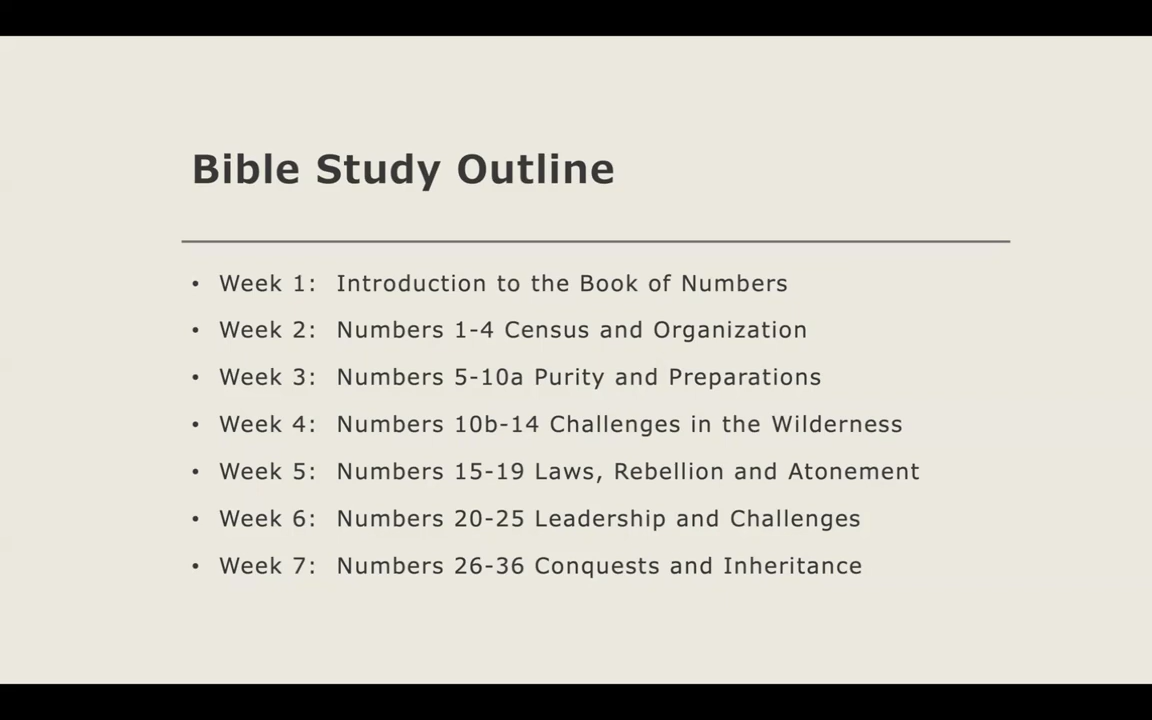 Bible Study Outline
• Week 1: Introduction to the Book of Numbers
• Week 2: Numbers 1-4 Census and Organization
• Week 3: Numbers 5-10a Purity and Preparations
• Week 4: Numbers 10b-14 Challenges in the Wilderness
• Week 5: Numbers 15-19 Laws, Rebellion and Atonement
• Week 6: Numbers 20-25 Leadership and Challenges
• Week 7: Numbers 26-36 Conquests and Inheritance